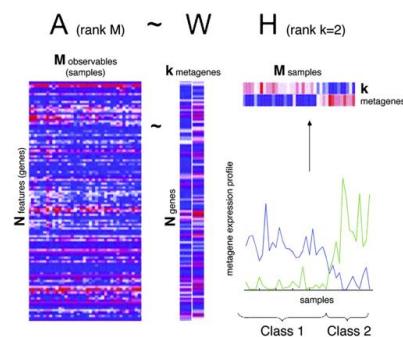 A (rank M) ~ W H (rank k=2)
M observables
(samples)
k metagenes
M samples
k
metagenes
~
N features (genes)
N genes
metagene expression profile
samples
Class 1 Class 2